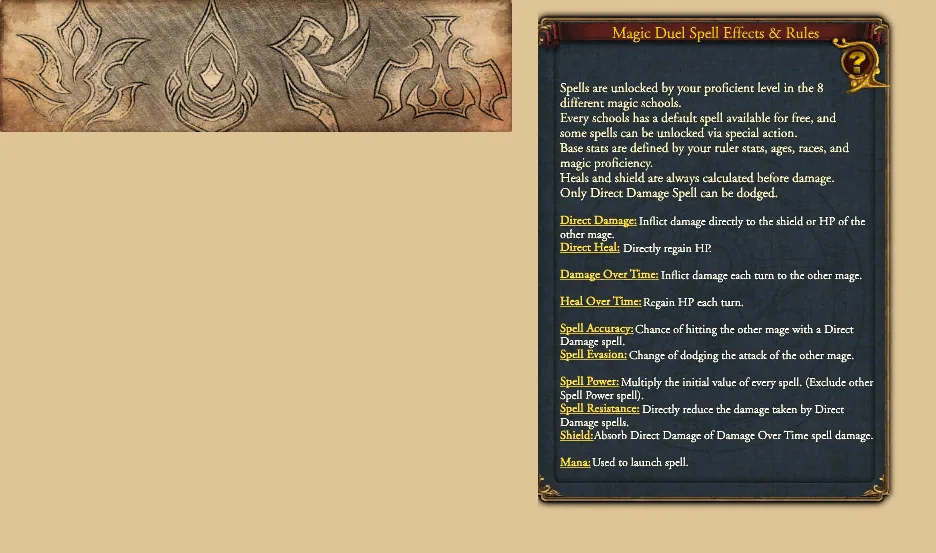 Magic Duel Spell Effects & Rules
?
Spells are unlocked by your proficient level in the 8
different magic schools.
Every schools has a default spell available for free, and
some spells can be unlocked via special action.
Base stats are defined by your ruler stats, ages, races, and
magic proficiency.
Heals and shield are always calculated before damage.
Only Direct Damage Spell can be dodged.
Direct Damage: Inflict damage directly to the shield or HP of the
other mage.
Direct Heal: Directly regain HP.
Damage Over Time: Inflict damage each turn to the other mage.
Heal Over Time: Regain HP each turn.
Spell Accuracy: Chance of hitting the other mage with a Direct
Damage spell.
Spell Evasion: Change of dodging the attack of the other mage.
Spell Power: Multiply the initial value of every spell. (Exclude other
Spell Power spell).
Spell Resistance: Directly reduce the damage taken by Direct
Damage spells.
Shield: Absorb Direct Damage of Damage Over Time spell damage.
Mana: Used to launch spell.